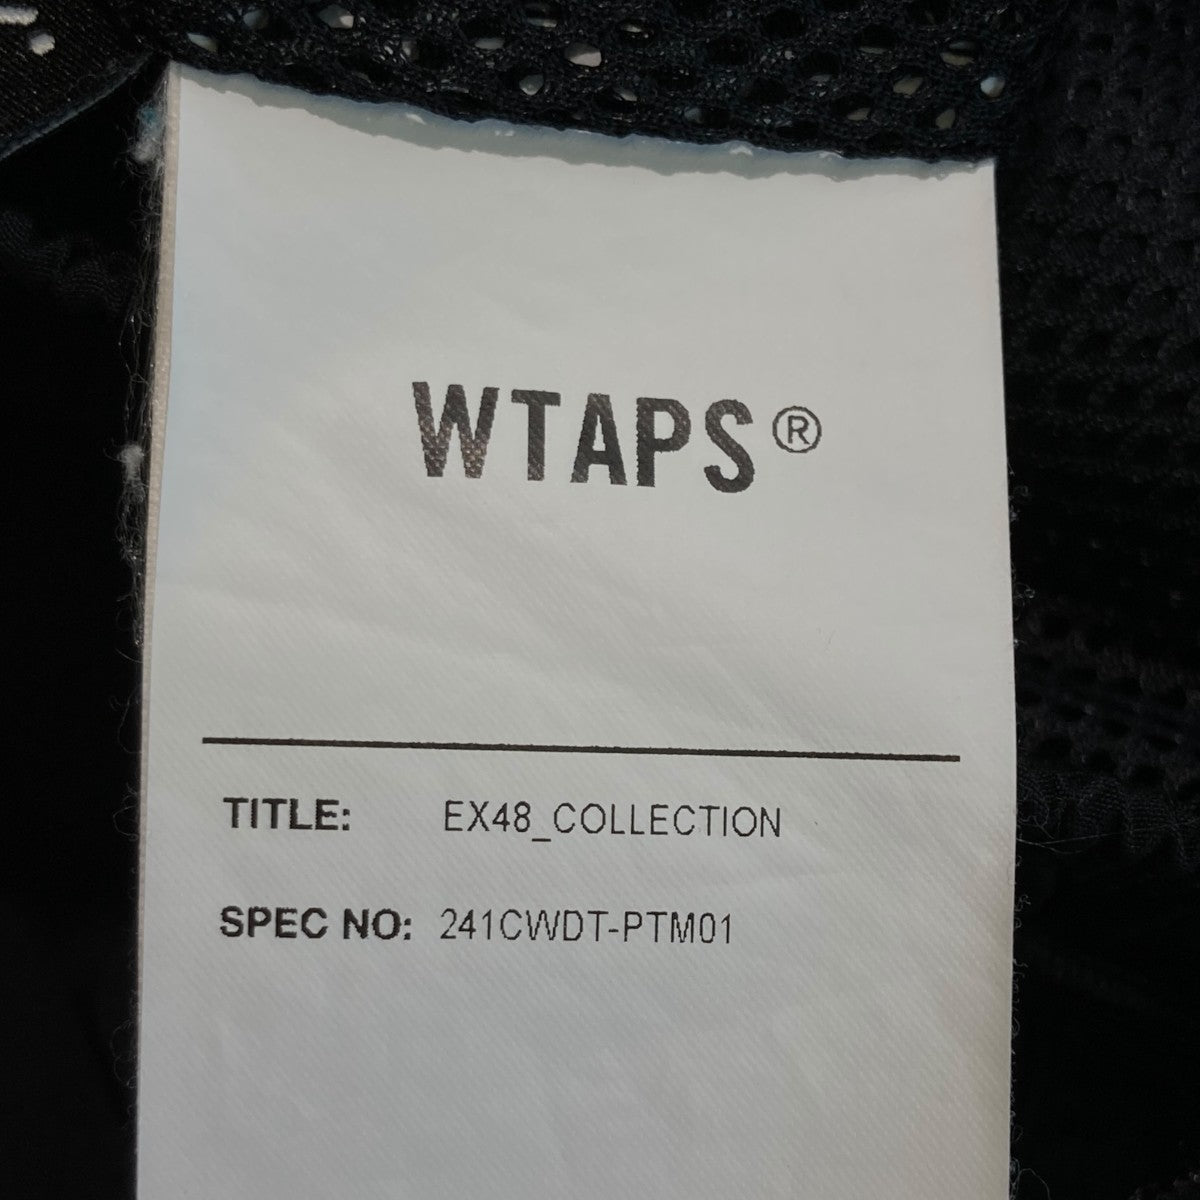 WTAPS®
TITLE: EX48_COLLECTION
SPEC NO: 241CWDT-PTM01